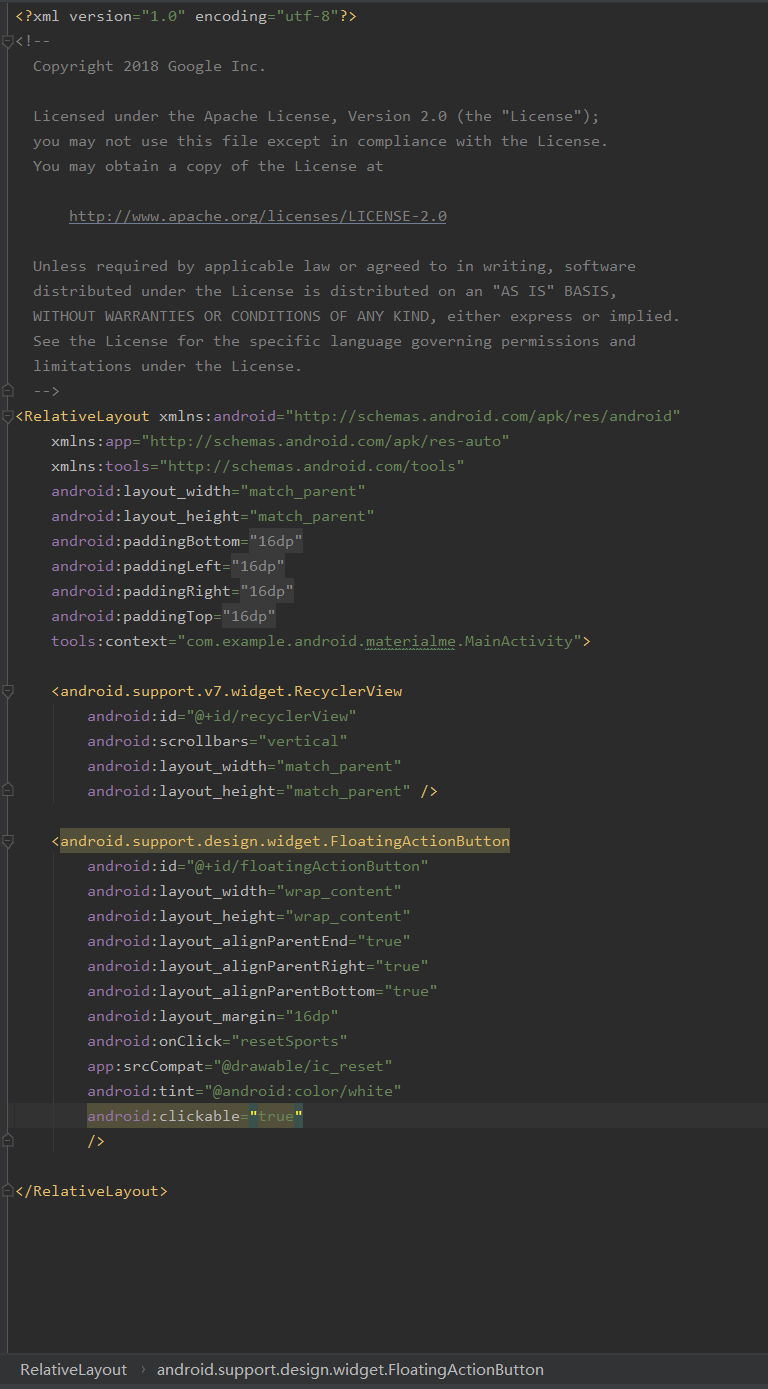 <?xml version="1.0" encoding="utf-8"?>
<!--
  Copyright 2018 Google Inc.

  Licensed under the Apache License, Version 2.0 (the "License");
  you may not use this file except in compliance with the License.
  You may obtain a copy of the License at

      http://www.apache.org/licenses/LICENSE-2.0

  Unless required by applicable law or agreed to in writing, software
  distributed under the License is distributed on an "AS IS" BASIS,
  WITHOUT WARRANTIES OR CONDITIONS OF ANY KIND, either express or implied.
  See the License for the specific language governing permissions and
  limitations under the License.
  -->
<RelativeLayout xmlns:android="http://schemas.android.com/apk/res/android"
    xmlns:app="http://schemas.android.com/apk/res-auto"
    xmlns:tools="http://schemas.android.com/tools"
    android:layout_width="match_parent"
    android:layout_height="match_parent"
    android:paddingBottom="16dp"
    android:paddingLeft="16dp"
    android:paddingRight="16dp"
    android:paddingTop="16dp"
    tools:context="com.example.android.materialme.MainActivity">

    <android.support.v7.widget.RecyclerView
        android:id="@+id/recyclerView"
        android:scrollbars="vertical"
        android:layout_width="match_parent"
        android:layout_height="match_parent" />

    <android.support.design.widget.FloatingActionButton
        android:id="@+id/floatingActionButton"
        android:layout_width="wrap_content"
        android:layout_height="wrap_content"
        android:layout_alignParentEnd="true"
        android:layout_alignParentRight="true"
        android:layout_alignParentBottom="true"
        android:layout_margin="16dp"
        android:onClick="resetSports"
        app:srcCompat="@drawable/ic_reset"
        android:tint="@android:color/white"
        android:clickable="true"
        />

</RelativeLayout>
RelativeLayout › android.support.design.widget.FloatingActionButton